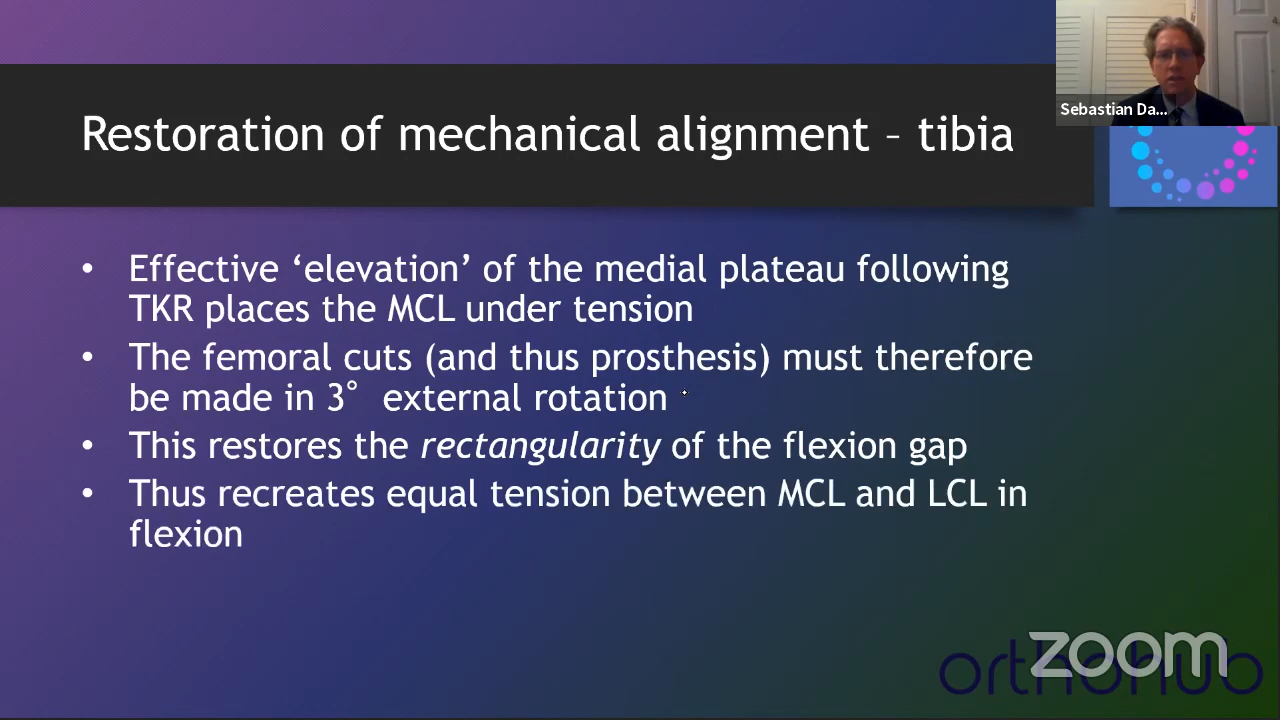 Sebastian Da...
Restoration of mechanical alignment – tibia
• Effective ‘elevation’ of the medial plateau following
TKR places the MCL under tension
• The femoral cuts (and thus prosthesis) must therefore
be made in 3° external rotation
• This restores the rectangularity of the flexion gap
• Thus recreates equal tension between MCL and LCL in
flexion
zoom
orthohub